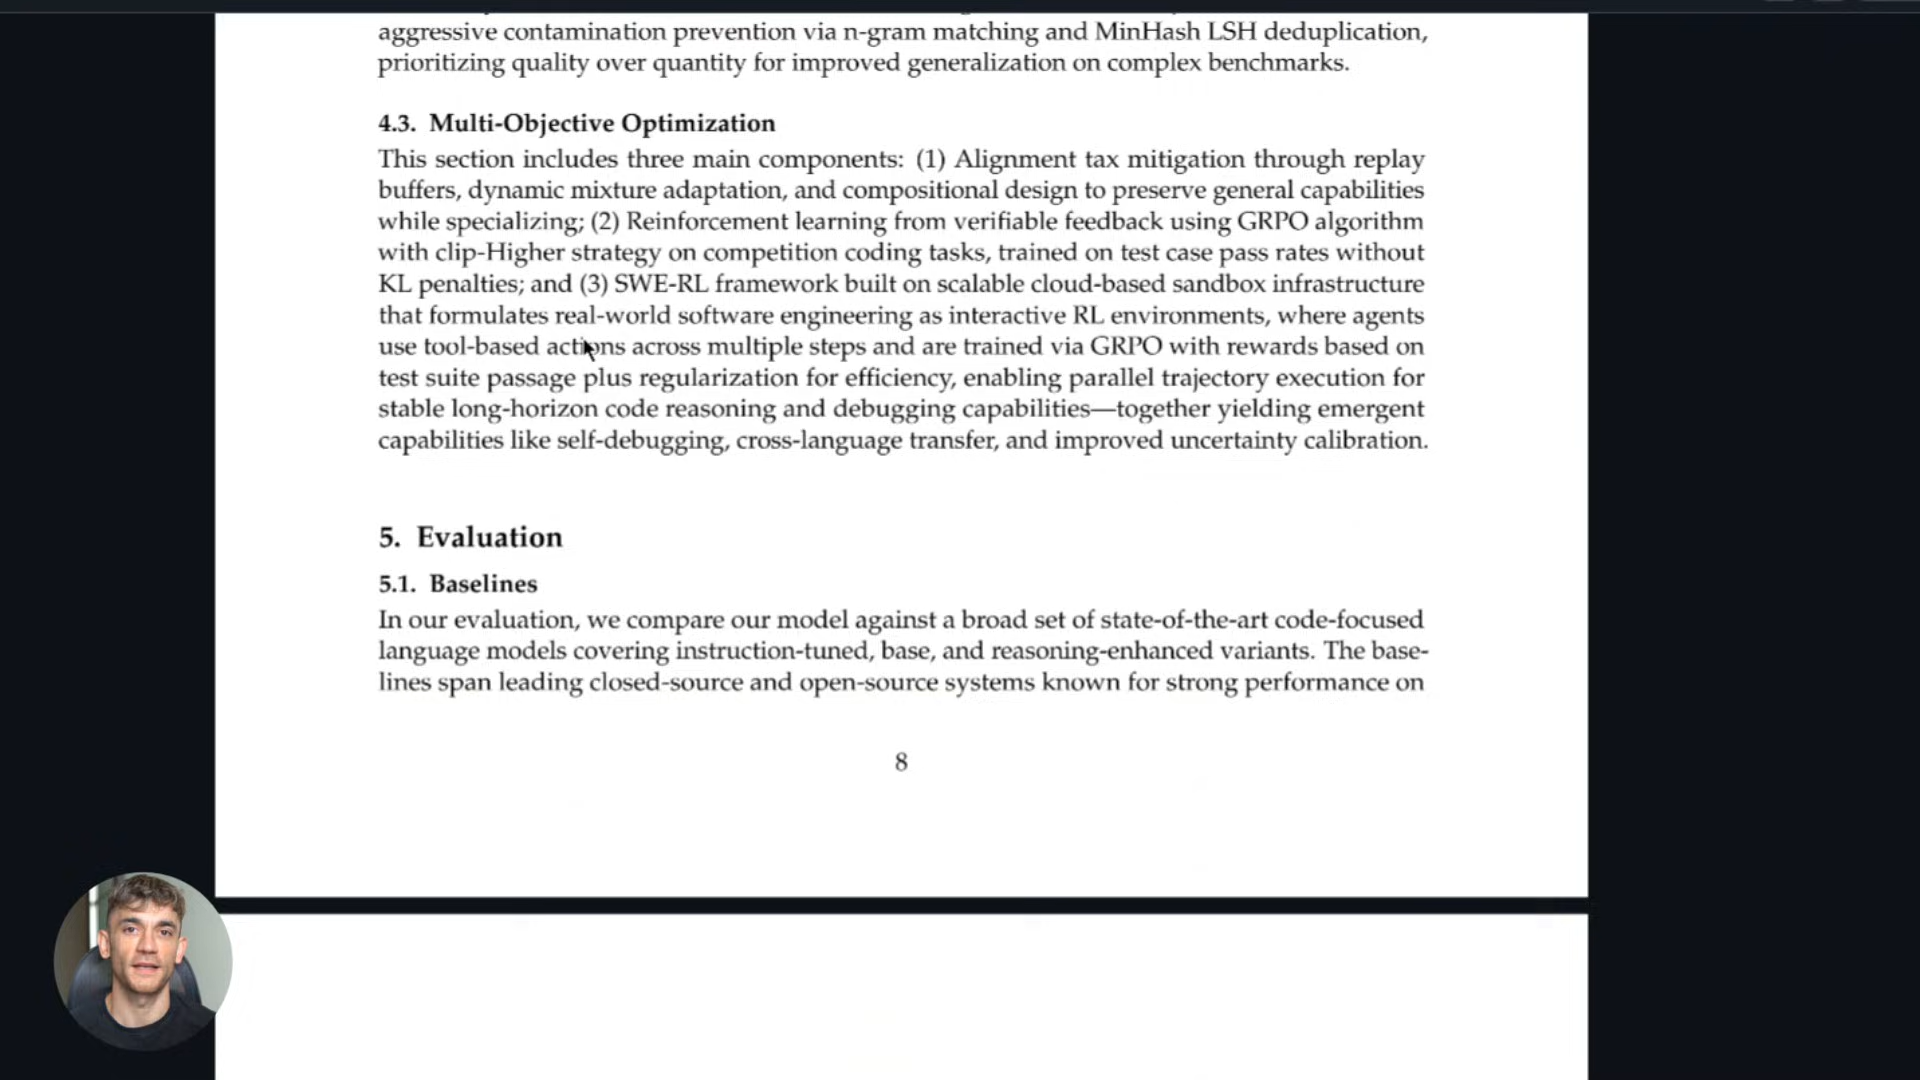 aggressive contamination prevention via n-gram matching and MinHash LSH deduplication,
prioritizing quality over quantity for improved generalization on complex benchmarks.
4.3. Multi-Objective Optimization
This section includes three main components: (1) Alignment tax mitigation through replay
buffers, dynamic mixture adaptation, and compositional design to preserve general capabilities
while specializing; (2) Reinforcement learning from verifiable feedback using GRPO algorithm
with clip-Higher strategy on competition coding tasks, trained on test case pass rates without
KL penalties; and (3) SWE-RL framework built on scalable cloud-based sandbox infrastructure
that formulates real-world software engineering as interactive RL environments, where agents
use tool-based actions across multiple steps and are trained via GRPO with rewards based on
test suite passage plus regularization for efficiency, enabling parallel trajectory execution for
stable long-horizon code reasoning and debugging capabilities—together yielding emergent
capabilities like self-debugging, cross-language transfer, and improved uncertainty calibration.
5. Evaluation
5.1. Baselines
In our evaluation, we compare our model against a broad set of state-of-the-art code-focused
language models covering instruction-tuned, base, and reasoning-enhanced variants. The base-
lines span leading closed-source and open-source systems known for strong performance on
8